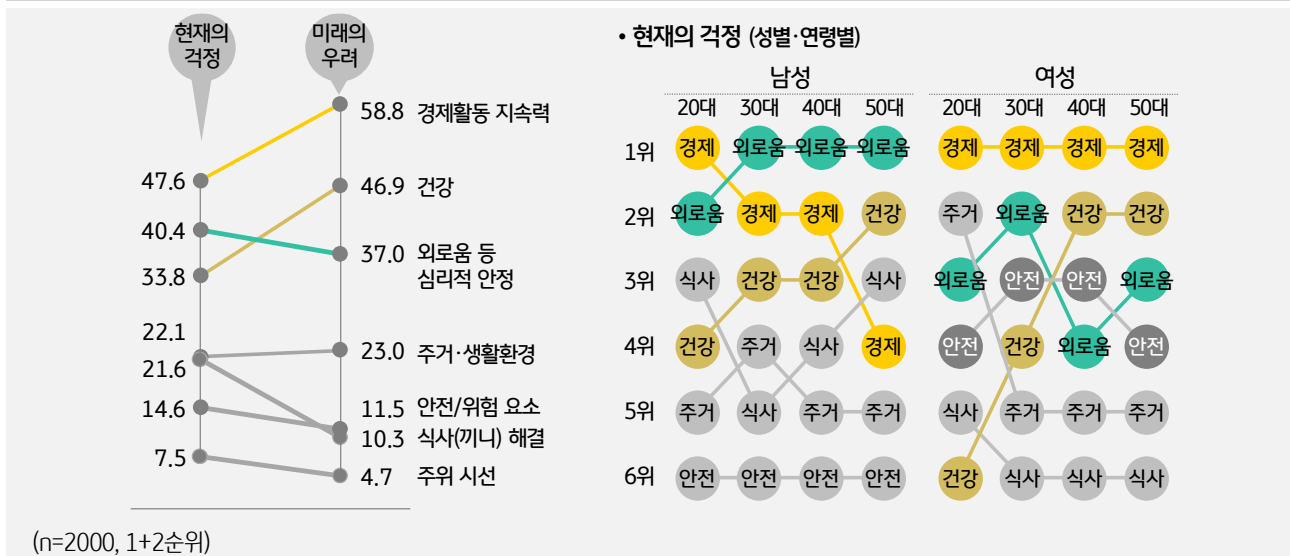 현재의
걱정
미래의
우려
58.8 경제활동 지속력
47.6
46.9 건강
40.4
37.0 외로움 등
심리적 안정
33.8
22.1
23.0 주거·생활환경
21.6
14.6
11.5 안전/위험 요소
10.3 식사(끼니) 해결
7.5
4.7 주위 시선
(n=2000, 1+2순위)
• 현재의 걱정 (성별·연령별)
남성 여성
20대 30대 40대 50대 20대 30대 40대 50대
1위 경제 외로움 외로움 외로움 경제 경제 경제 경제
2위 외로움 경제 경제 건강 주거 외로움 건강 건강
3위 식사 건강 건강 식사 외로움 안전 안전 외로움
4위 건강 주거 식사 경제 안전 건강 외로움 안전
5위 주거 식사 주거 주거 식사 주거 주거 주거
6위 안전 안전 안전 안전 건강 식사 식사 식사